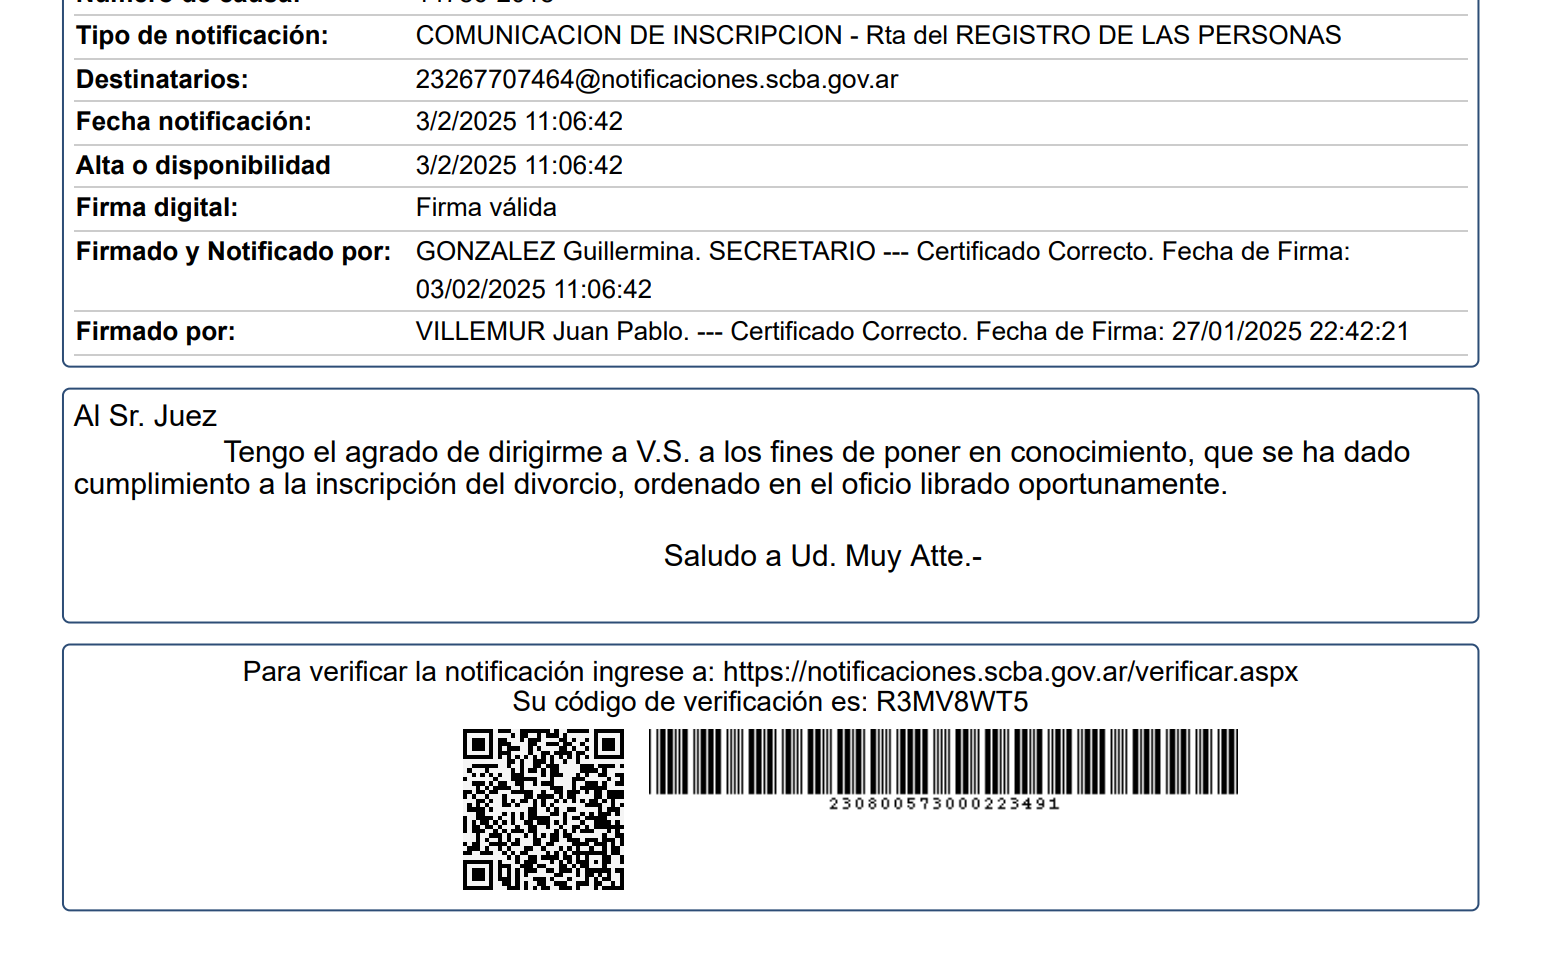 Tipo de notificación: COMUNICACION DE INSCRIPCION - Rta del REGISTRO DE LAS PERSONAS
Destinatarios: 23267707464@notificaciones.scba.gov.ar
Fecha notificación: 3/2/2025 11:06:42
Alta o disponibilidad 3/2/2025 11:06:42
Firma digital: Firma válida
Firmado y Notificado por: GONZALEZ Guillermina. SECRETARIO --- Certificado Correcto. Fecha de Firma:
03/02/2025 11:06:42
Firmado por: VILLEMUR Juan Pablo. --- Certificado Correcto. Fecha de Firma: 27/01/2025 22:42:21
Al Sr. Juez
Tengo el agrado de dirigirme a V.S. a los fines de poner en conocimiento, que se ha dado
cumplimiento a la inscripción del divorcio, ordenado en el oficio librado oportunamente.
Saludo a Ud. Muy Atte.-
Para verificar la notificación ingrese a: https://notificaciones.scba.gov.ar/verificar.aspx
Su código de verificación es: R3MV8WT5
230800573000223491